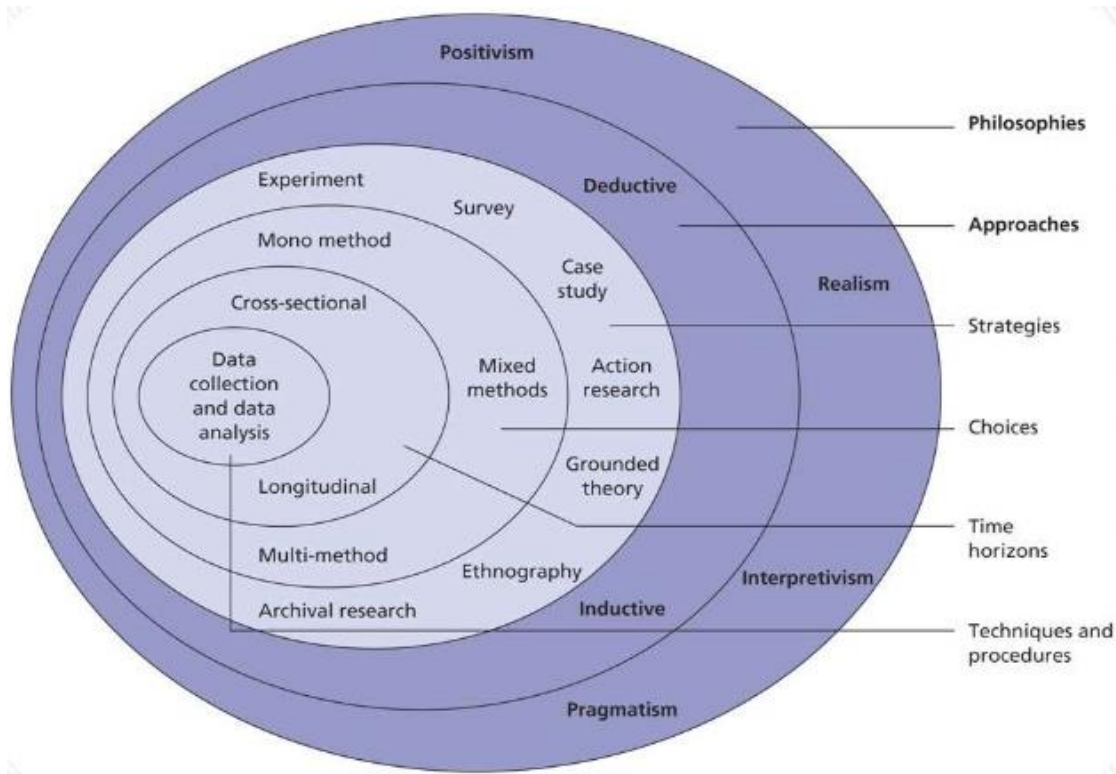 Positivism
Philosophies
Experiment
Deductive
Survey
Approaches
Mono method
Case
study
Realism
Cross-sectional
Strategies
Data
collection
and data
analysis
Mixed
methods
Action
research
Choices
Grounded
theory
Longitudinal
Time
horizons
Multi-method
Ethnography
Interpretivism
Archival research
Inductive
Techniques and
procedures
Pragmatism